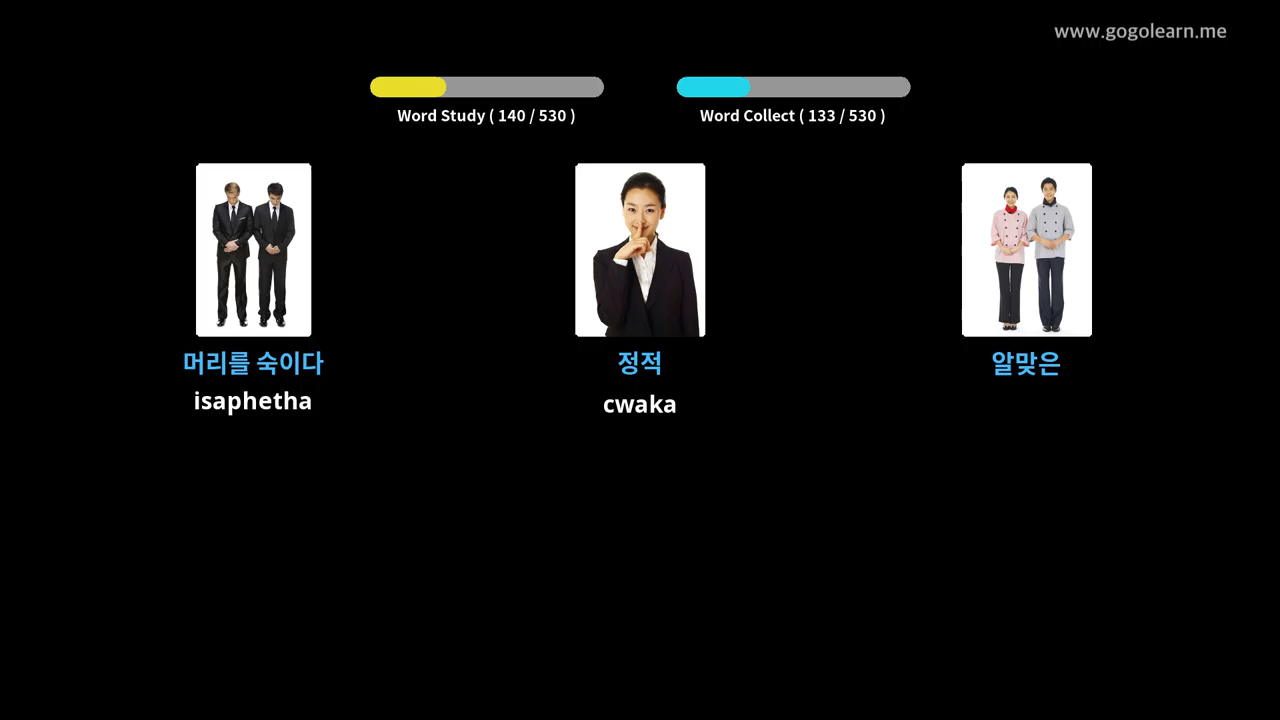 www.gogolearn.me
Word Study ( 140 / 530 )
Word Collect ( 133 / 530 )
머리를 숙이다
정적
알맞은
isaphetha
cwaka